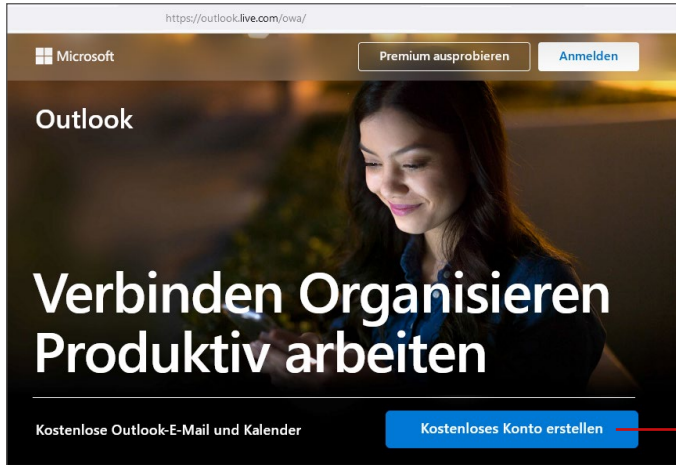 https://outlook.live.com/owa/
Microsoft
Premium ausprobieren
Anmelden
Outlook
Verbinden Organisieren
Produktiv arbeiten
Kostenlose Outlook-E-Mail und Kalender
Kostenloses Konto erstellen